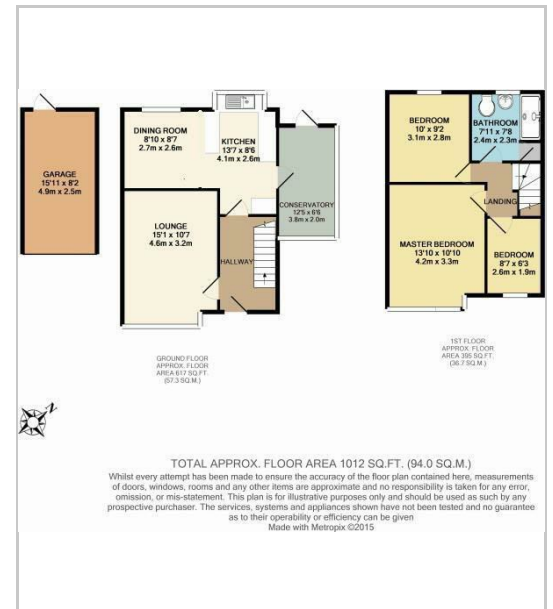 GARAGE
15'11 x 8'2
4.9m x 2.5m
DINING ROOM
8'10 x 8'7
2.7m x 2.6m
KITCHEN
13'7 x 8'6
4.1m x 2.6m
CONSERVATORY
12'5 x 6'6
3.8m x 2.0m
LOUNGE
15'1 x 10'7
4.6m x 3.2m
HALLWAY
GROUND FLOOR
APPROX. FLOOR
AREA 617 SQ.FT.
(57.3 SQ.M.)
BEDROOM
10' x 9'2
3.1m x 2.8m
BATHROOM
7'11 x 7'8
2.4m x 2.3m
LANDING
MASTER BEDROOM
13'10 x 10'10
4.2m x 3.3m
BEDROOM
8'7 x 6'3
2.6m x 1.9m
1ST FLOOR
APPROX. FLOOR
AREA 395 SQ.FT.
(36.7 SQ.M.)
N
TOTAL APPROX. FLOOR AREA 1012 SQ.FT. (94.0 SQ.M.)
Whilst every attempt has been made to ensure the accuracy of the floor plan contained here, measurements
of doors, windows, rooms and any other items are approximate and no responsibility is taken for any error,
omission, or mis-statement. This plan is for illustrative purposes only and should be used as such by any
prospective purchaser. The services, systems and appliances shown have not been tested and no guarantee
as to their operability or efficiency can be given
Made with Metropix ©2015